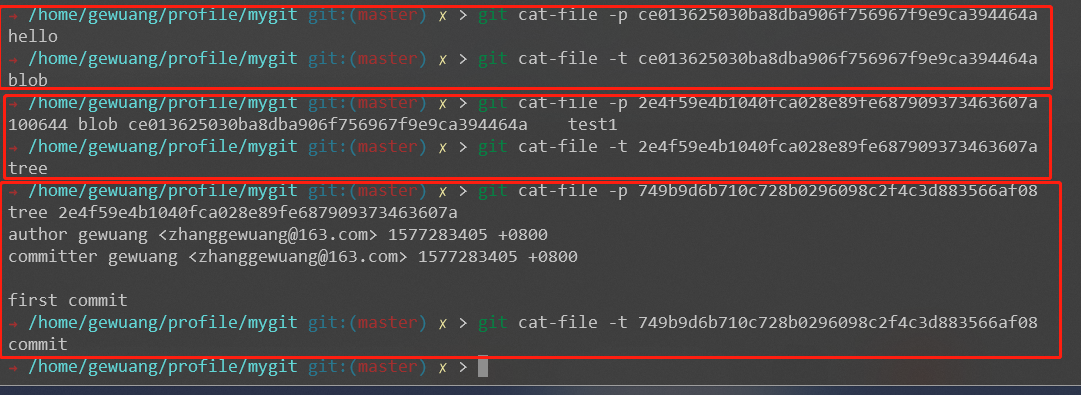 → /home/gewuang/profile/mygit git:(master) x > git cat-file -p ce013625030ba8dba906f756967f9e9ca394464a
hello
→ /home/gewuang/profile/mygit git:(master) x > git cat-file -t ce013625030ba8dba906f756967f9e9ca394464a
blob
→ /home/gewuang/profile/mygit git:(master) x > git cat-file -p 2e4f59e4b1040fca028e89fe687909373463607a
100644 blob ce013625030ba8dba906f756967f9e9ca394464a    test1
→ /home/gewuang/profile/mygit git:(master) x > git cat-file -t 2e4f59e4b1040fca028e89fe687909373463607a
tree
→ /home/gewuang/profile/mygit git:(master) x > git cat-file -p 749b9d6b710c728b0296098c2f4c3d883566af08
tree 2e4f59e4b1040fca028e89fe687909373463607a
author gewuang <zhanggewuang@163.com> 1577283405 +0800
committer gewuang <zhanggewuang@163.com> 1577283405 +0800

first commit
→ /home/gewuang/profile/mygit git:(master) x > git cat-file -t 749b9d6b710c728b0296098c2f4c3d883566af08
commit
→ /home/gewuang/profile/mygit git:(master) x >